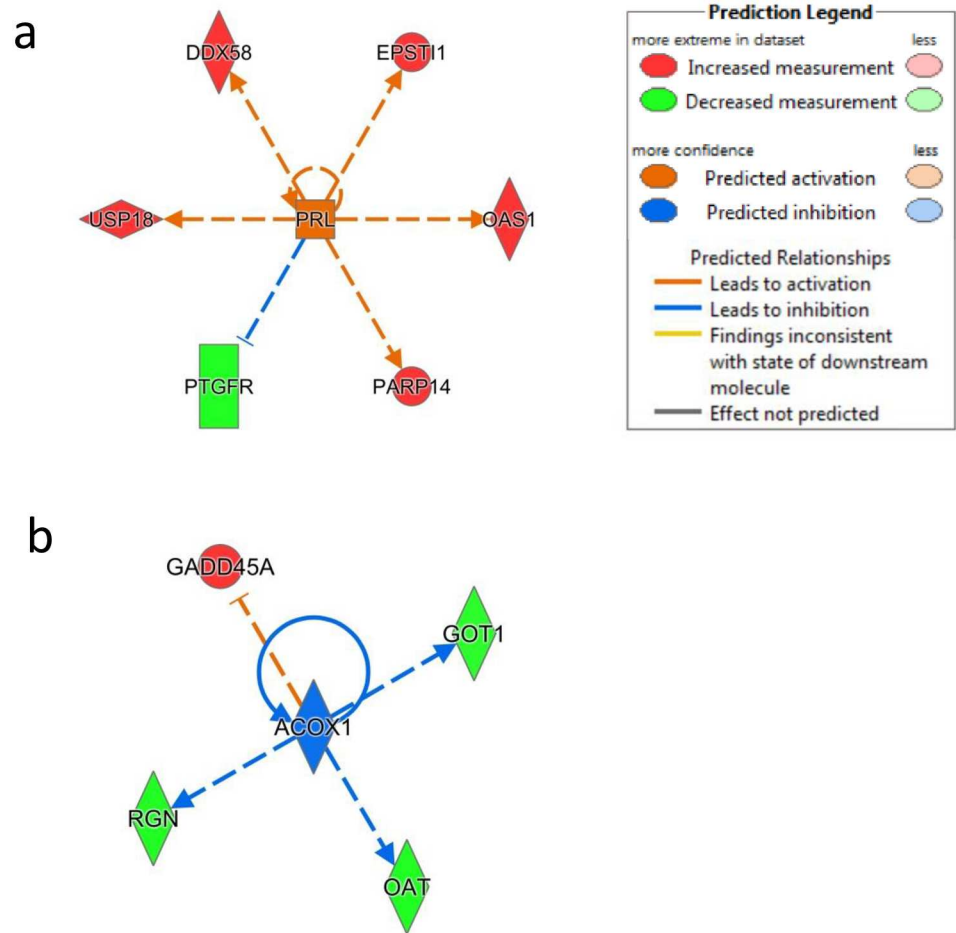 a
DDX58
EPSTI1
USP18
PRL
OAS1
PTGFR
PARP14
Prediction Legend
more extreme in dataset less
Increased measurement
Decreased measurement
more confidence less
Predicted activation
Predicted inhibition
Predicted Relationships
Leads to activation
Leads to inhibition
Findings inconsistent
with state of downstream
molecule
Effect not predicted
b
GADD45A
GOT1
ACOX1
RGN
OAT